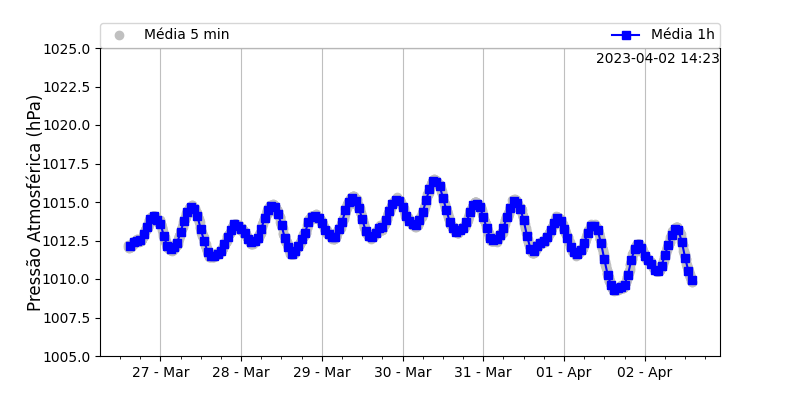 Média 5 min
Média 1h
2023-04-02 14:23
Pressão Atmosférica (hPa)
1025.0
1022.5
1020.0
1017.5
1015.0
1012.5
1010.0
1007.5
1005.0
27 - Mar
28 - Mar
29 - Mar
30 - Mar
31 - Mar
01 - Apr
02 - Apr